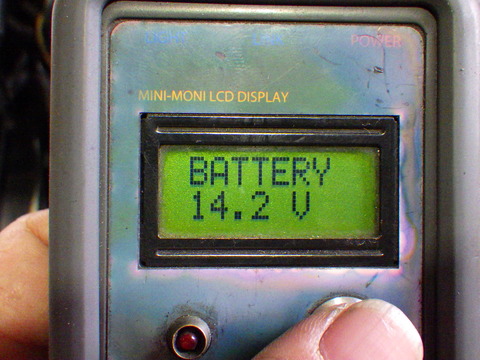 POWER
MINI-MONI LCD DISPLAY
BATTERY
14.2 V